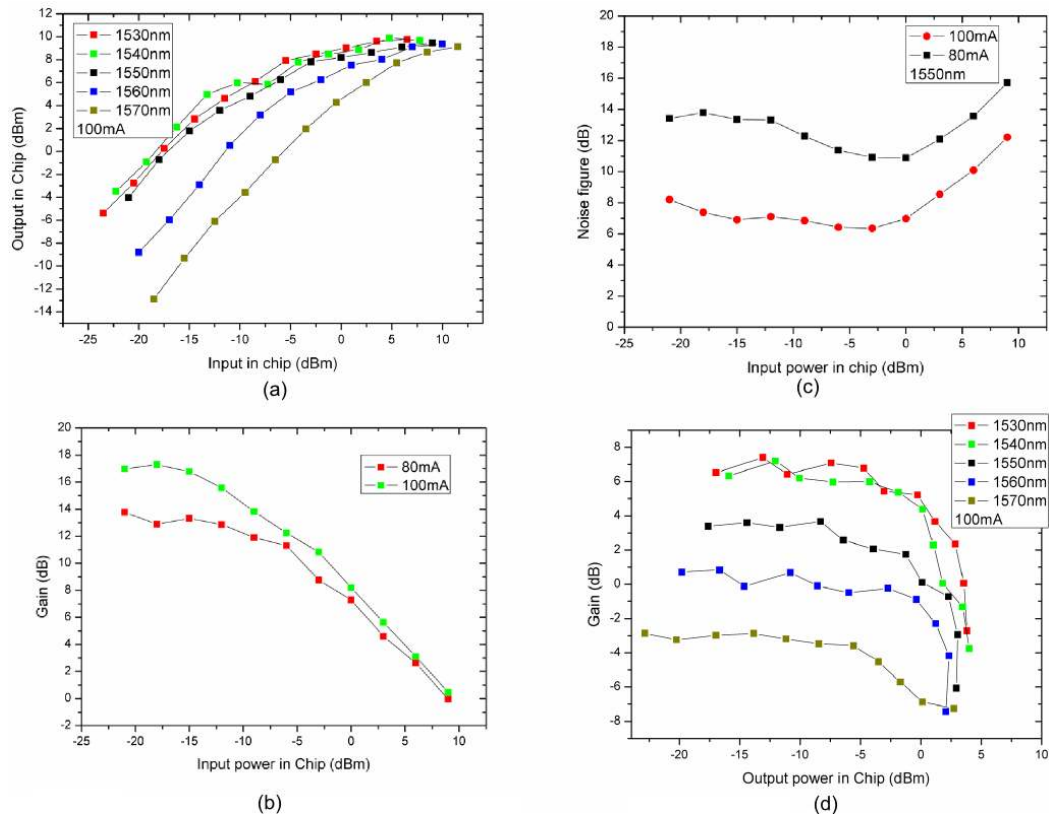 12
10
8
6
4
2
0
-2
-4
-6
-8
-10
-12
-14
Output in Chip (dBm)
1530nm
1540nm
1550nm
1560nm
1570nm
100mA
-25 -20 -15 -10 -5 0 5 10
Input in chip (dBm)
(a)
20
18
16
14
12
10
8
6
4
2
0
Noise figure (dB)
100mA
80mA
1550nm
-25 -20 -15 -10 -5 0 5 10 15
Input power in chip (dBm)
(c)
20
18
16
14
12
10
8
6
4
2
0
-2
Gain (dB)
80mA
100mA
-25 -20 -15 -10 -5 0 5 10
Input power in Chip (dBm)
(b)
8
6
4
2
0
-2
-4
-6
-8
Gain (dB)
1530nm
1540nm
1550nm
1560nm
1570nm
100mA
-20 -15 -10 -5 0 5 10
Output power in Chip (dBm)
(d)